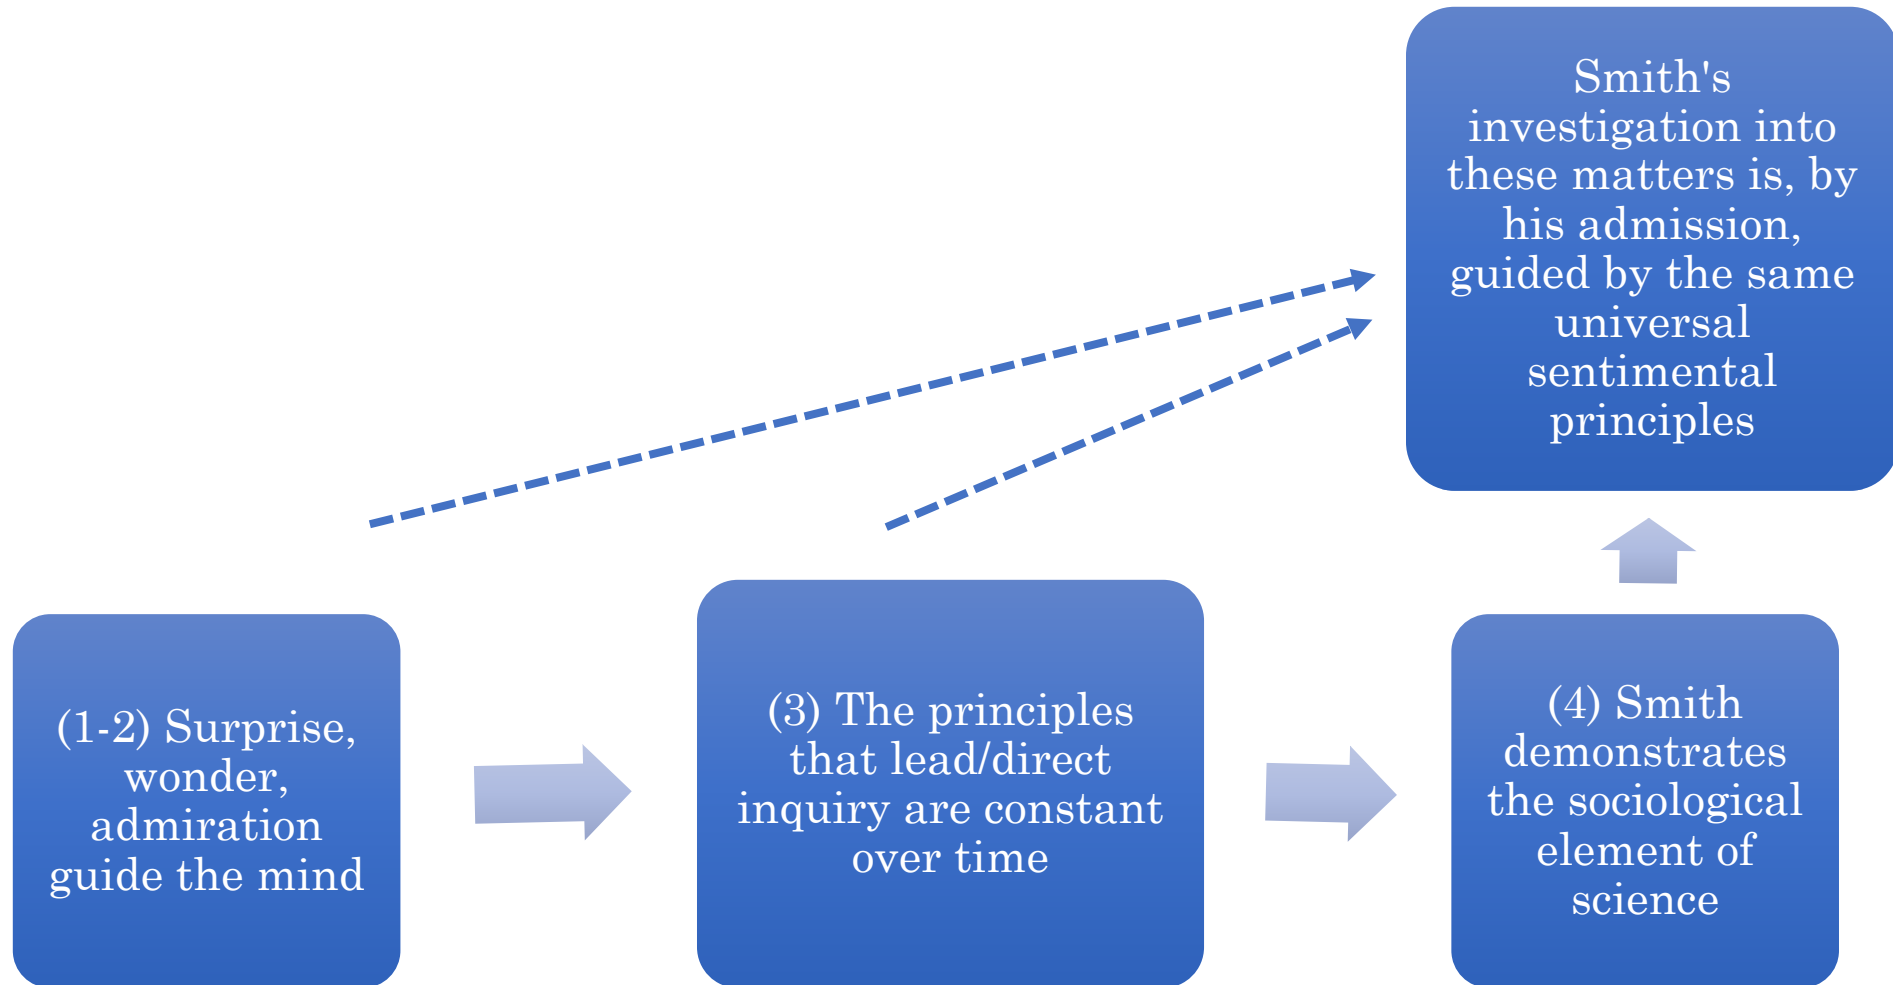 Smith's
investigation into
these matters is, by
his admission,
guided by the same
universal
sentimental
principles
(1-2) Surprise,
wonder,
admiration
guide the mind
(3) The principles
that lead/direct
inquiry are constant
over time
(4) Smith
demonstrates
the sociological
element of
science